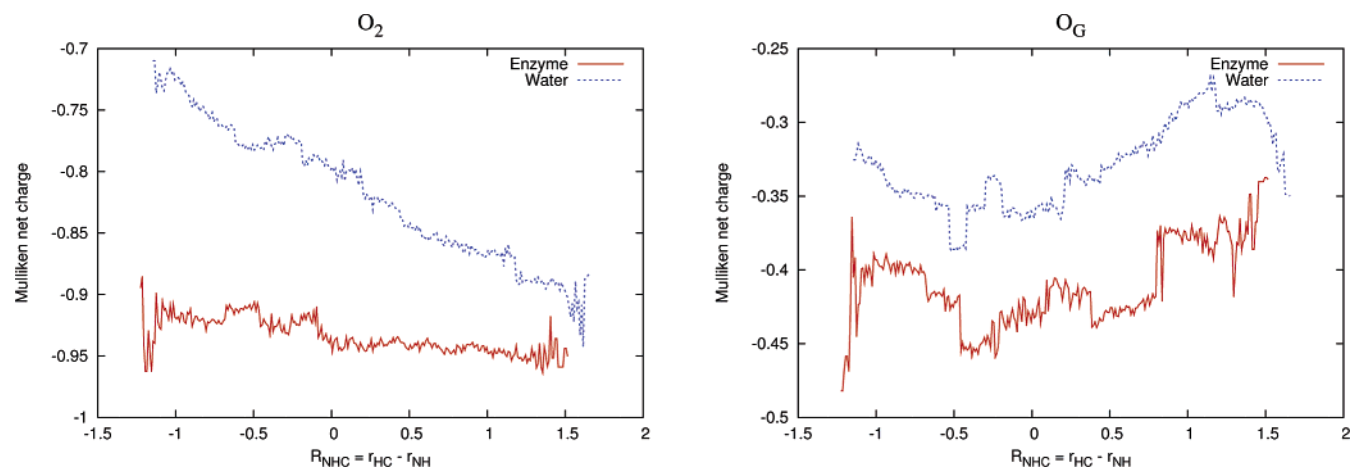 O2
-0.7
-0.75
-0.8
-0.85
-0.9
-0.95
-1
Mulliken net charge
Enzyme
Water
-1.5
-1
-0.5
0
0.5
1
1.5
2
RNHC = rHC - rNH
OG
-0.25
-0.3
-0.35
-0.4
-0.45
-0.5
Mulliken net charge
Enzyme
Water
-1.5
-1
-0.5
0
0.5
1
1.5
2
RNHC = rHC - rNH